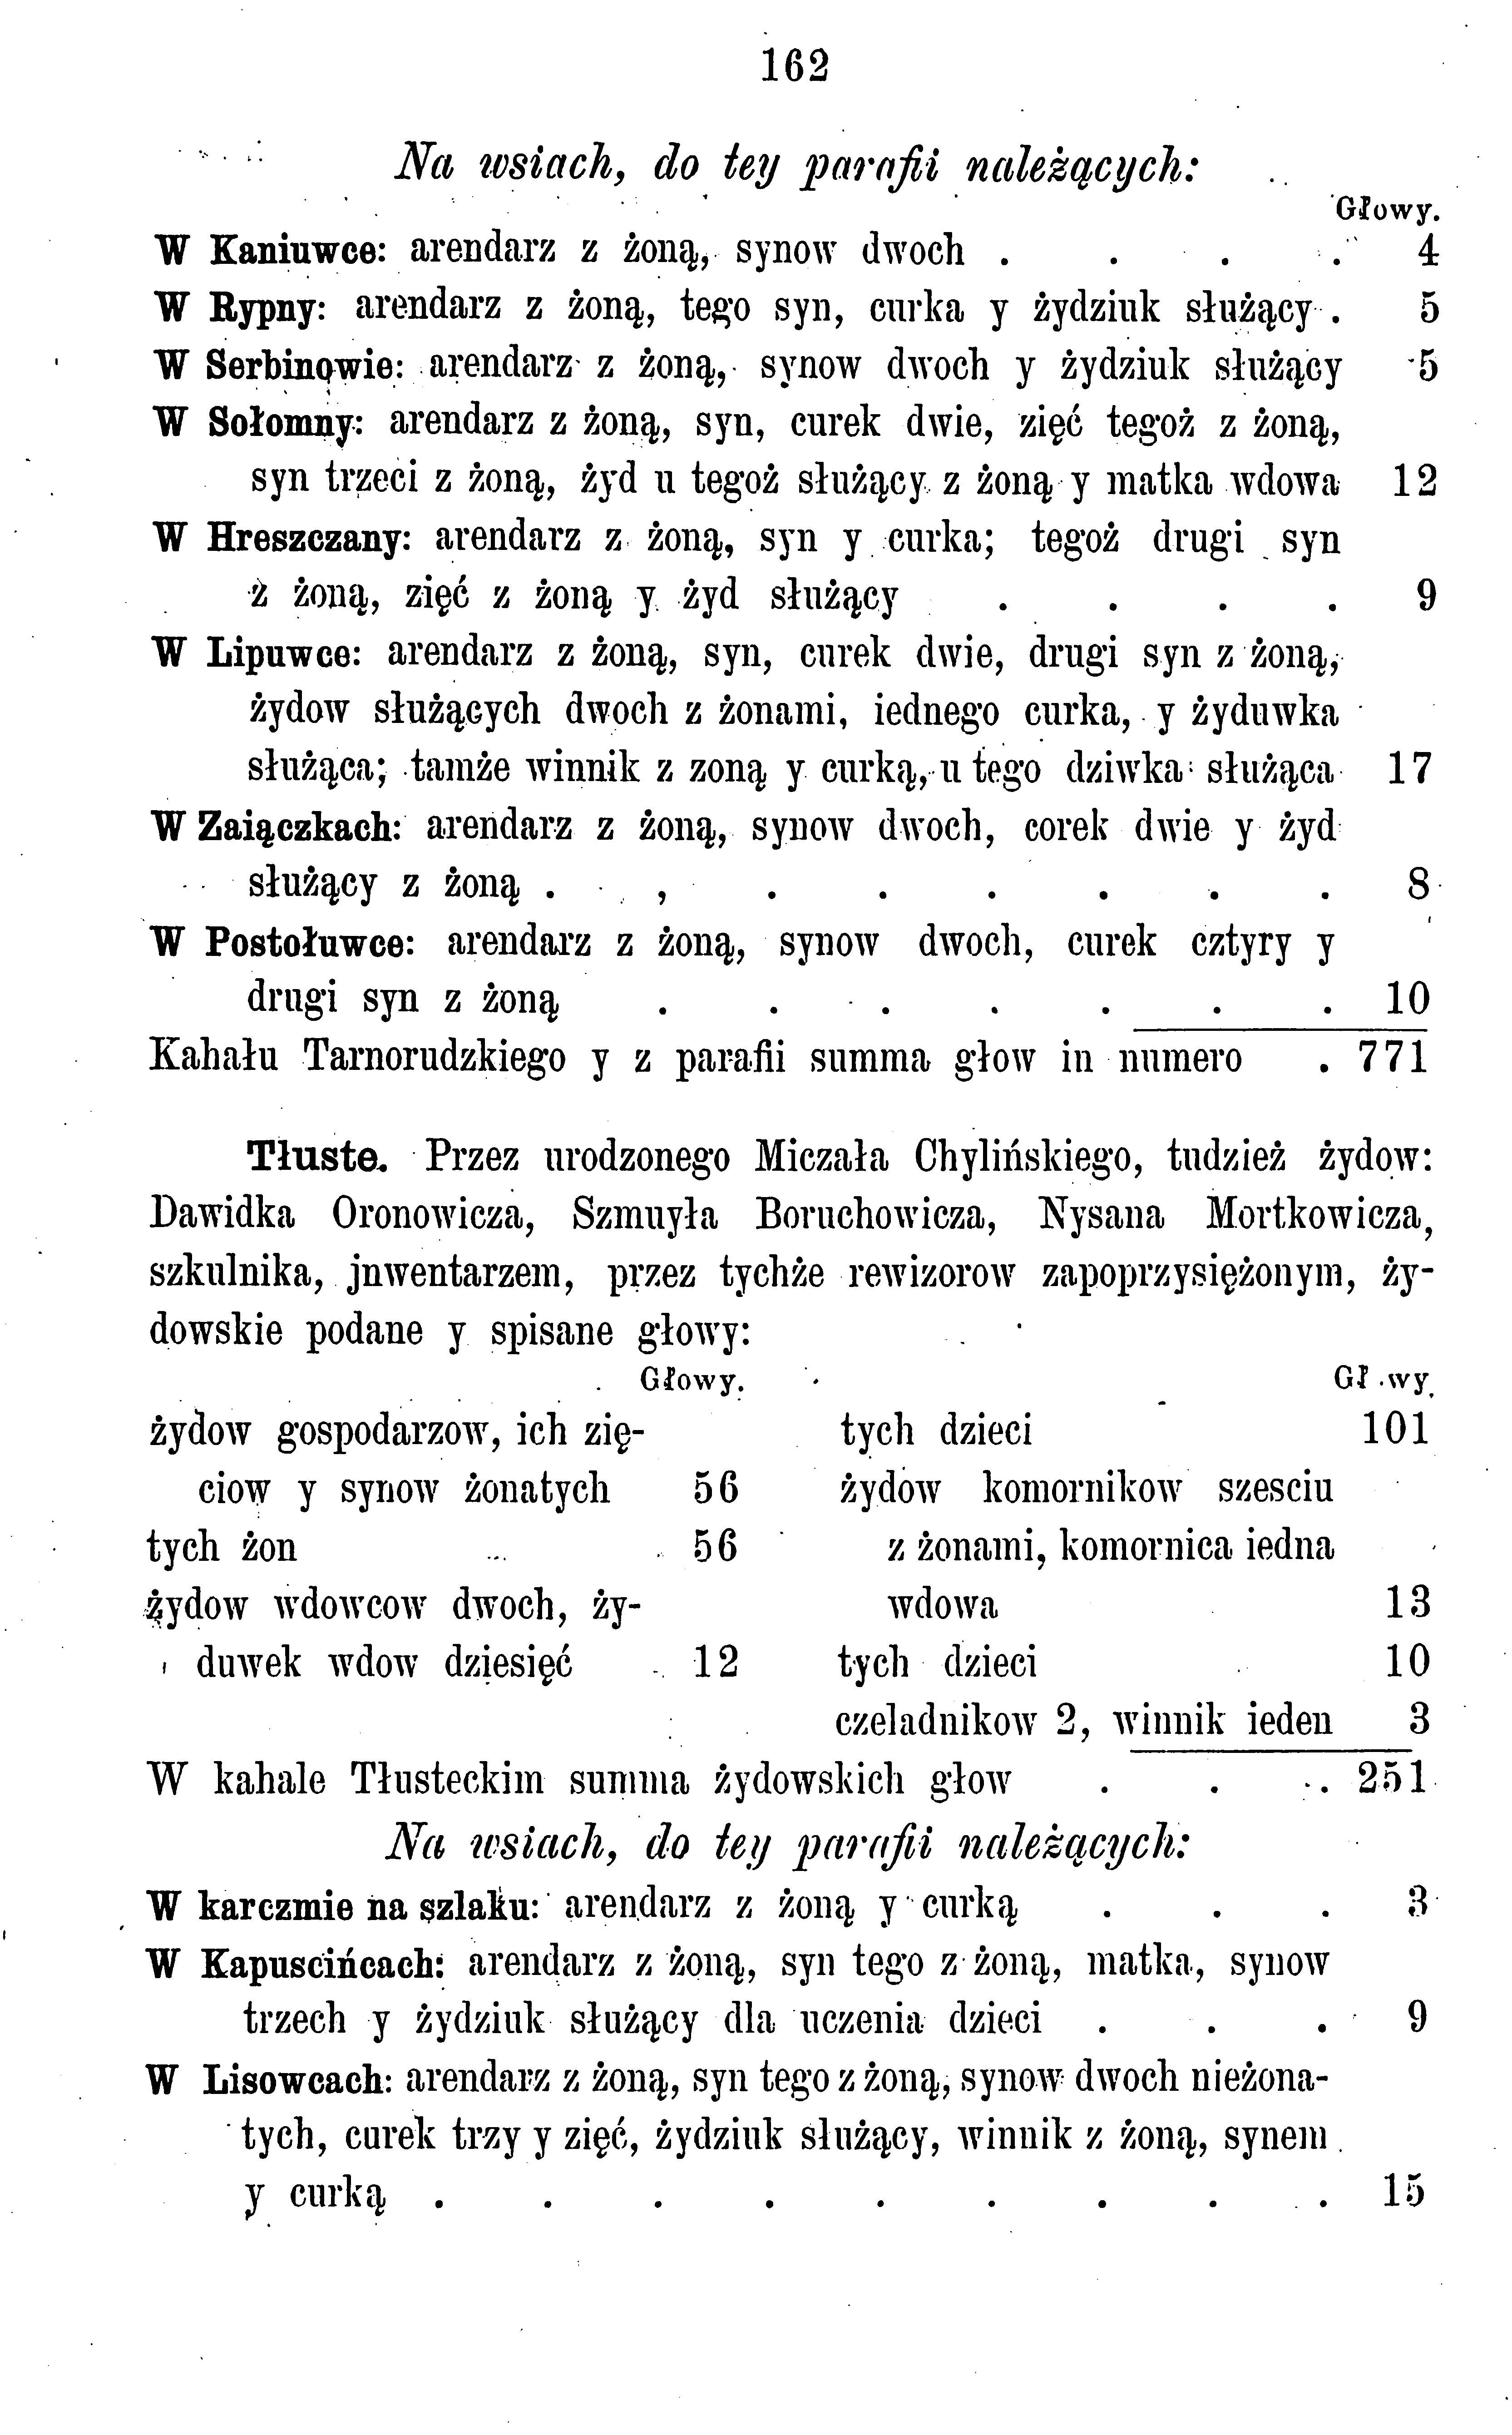 162
Na wsiach, do tey parafii należących:
Głowy.
W Kaniuwce: arendarz z żoną, synow dwoch . . . . 4
W Rypny: arendarz z żoną, tego syn, curka y żydziuk służący . 5
W Serbinowie: arendarz z żoną, synow dwoch y żydziuk służący 5
W Sołomny: arendarz z żoną, syn, curek dwie, zięć tegoż z żoną,
syn trzeci z żoną, żyd u tegoż służący z żoną y matka wdowa 12
W Hreszczany: arendarz z żoną, syn y curka; tegoż drugi syn
z żoną, zięć z żoną y żyd służący . . . . 9
W Lipuwce: arendarz z żoną, syn, curek dwie, drugi syn z żoną,
żydow służących dwoch z żonami, iednego curka, y żyduwka
służąca; tamże winnik z zoną y curką, u tego dziwka służąca 17
W Zaiączkach: arendarz z żoną, synow dwoch, corek dwie y żyd
służący z żoną . , . . . . . . 8
W Postołuwce: arendarz z żoną, synow dwoch, curek cztyry y
drugi syn z żoną . . . . . . . 10
Kahału Tarnorudzkiego y z parafii summa głow in numero . 771
Tłuste. Przez urodzonego Miczała Chylińskiego, tudzież żydow:
Dawidka Oronowicza, Szmuyła Boruchowicza, Nysana Mortkowicza,
szkulnika, jnwentarzem, przez tychże rewizorow zapoprzysiężonym, ży-
dowskie podane y spisane głowy:
Głowy.
żydow gospodarzow, ich zię-
ciow y synow żonatych 56
tych żon 56
żydow wdowcow dwoch, ży-
duwek wdow dziesięć 12
Gł.wy.
tych dzieci 101
żydow komornikow szesciu
z żonami, komornica iedna
wdowa 13
tych dzieci 10
czeladnikow 2, winnik ieden 3
W kahale Tłusteckim summa żydowskich głow . . . 251
Na wsiach, do tey parafii należących:
W karczmie na szlaku: arendarz z żoną y curką . . . 3
W Kapuscińcach: arendarz z żoną, syn tego z żoną, matka, synow
trzech y żydziuk służący dla uczenia dzieci . . . 9
W Lisowcach: arendarz z żoną, syn tego z żoną, synow dwoch nieżona-
tych, curek trzy y zięć, żydziuk służący, winnik z żoną, synem
y curką . . . . . . . . . 15